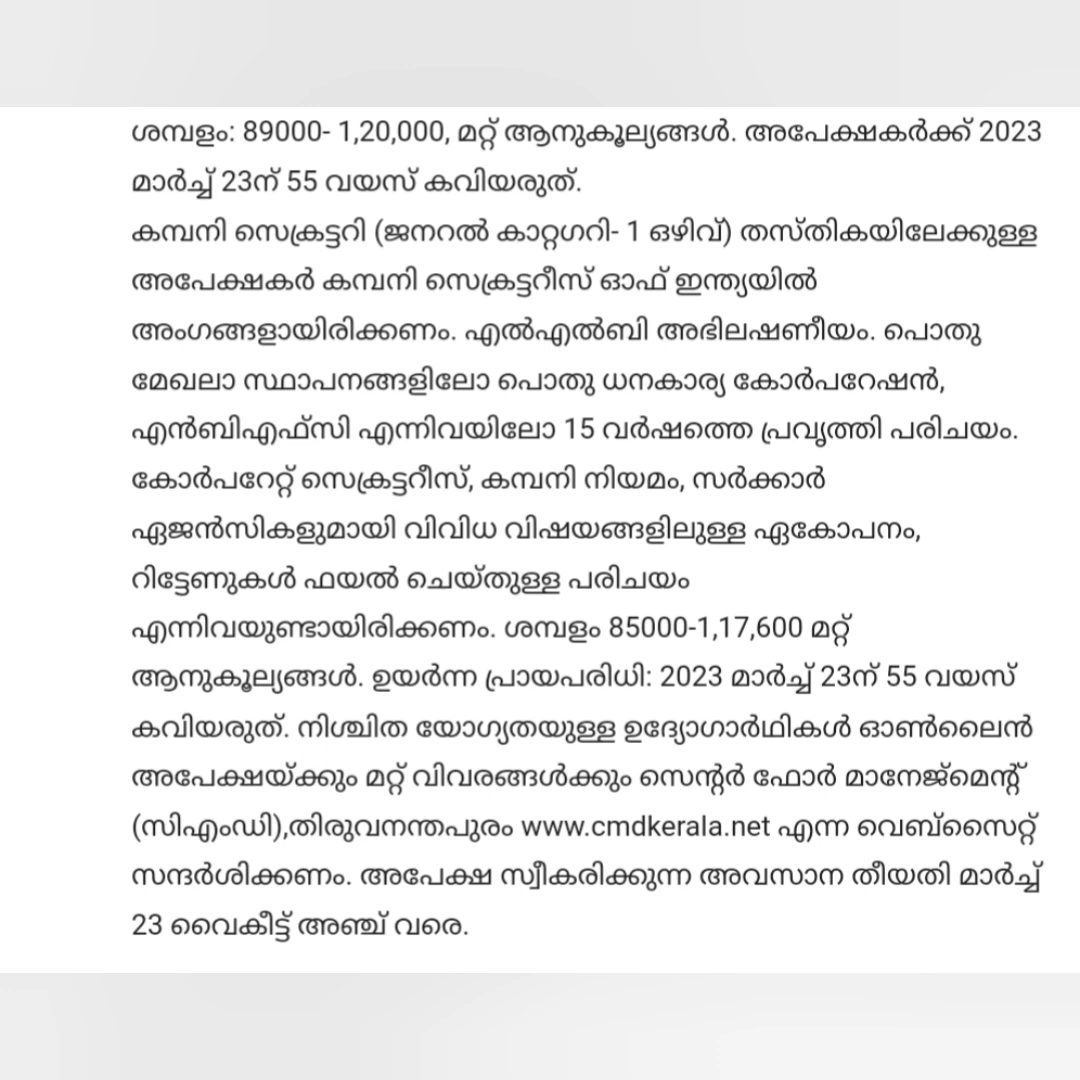 ശമ്പളം: 89000- 1,20,000, മറ്റ് ആനുകൂല്യങ്ങൾ. അപേക്ഷകർക്ക് 2023
മാർച്ച് 23ന് 55 വയസ് കവിയരുത്.
കമ്പനി സെക്രട്ടറി (ജനറൽ കാറ്റഗറി- 1 ഒഴിവ്) തസ്തികയിലേക്കുള്ള
അപേക്ഷകർ കമ്പനി സെക്രട്ടറീസ് ഓഫ് ഇന്ത്യയിൽ
അംഗങ്ങളായിരിക്കണം. എൽഎൽബി അഭിലഷണീയം. പൊതു
മേഖലാ സ്ഥാപനങ്ങളിലോ പൊതു ധനകാര്യ കോർപറേഷൻ,
എൻബിഎഫ്സി എന്നിവയിലോ 15 വർഷത്തെ പ്രവൃത്തി പരിചയം.
കോർപറേറ്റ് സെക്രട്ടറീസ്, കമ്പനി നിയമം, സർക്കാർ
ഏജൻസികളുമായി വിവിധ വിഷയങ്ങളിലുള്ള ഏകോപനം,
റിട്ടേണുകൾ ഫയൽ ചെയ്തുള്ള പരിചയം
എന്നിവയുണ്ടായിരിക്കണം. ശമ്പളം 85000-1,17,600 മറ്റ്
ആനുകൂല്യങ്ങൾ. ഉയർന്ന പ്രായപരിധി: 2023 മാർച്ച് 23ന് 55 വയസ്
കവിയരുത്. നിശ്ചിത യോഗ്യതയുള്ള ഉദ്യോഗാർഥികൾ ഓൺലൈൻ
അപേക്ഷയ്ക്കും മറ്റ് വിവരങ്ങൾക്കും സെന്റർ ഫോർ മാനേജ്മെന്റ്
(സിഎംഡി),തിരുവനന്തപുരം www.cmdkerala.net എന്ന വെബ്സൈറ്റ്
സന്ദർശിക്കണം. അപേക്ഷ സ്വീകരിക്കുന്ന അവസാന തീയതി മാർച്ച്
23 വൈകീട്ട് അഞ്ച് വരെ.